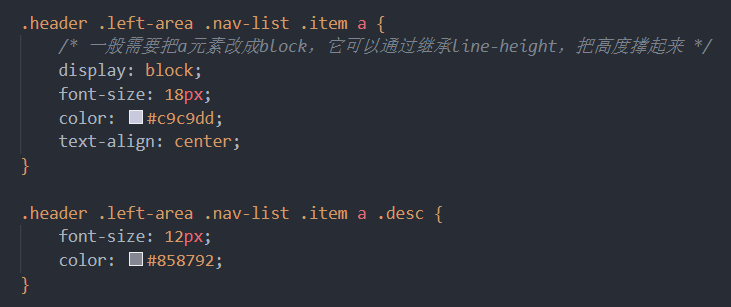 .header .left-area .nav-list .item a {
    /* 一般需要把a元素改成block，它可以通过继承line-height，把高度撑起来 */
    display: block;
    font-size: 18px;
    color: #c9c9dd;
    text-align: center;
}
.header .left-area .nav-list .item a .desc {
    font-size: 12px;
    color: #858792;
}